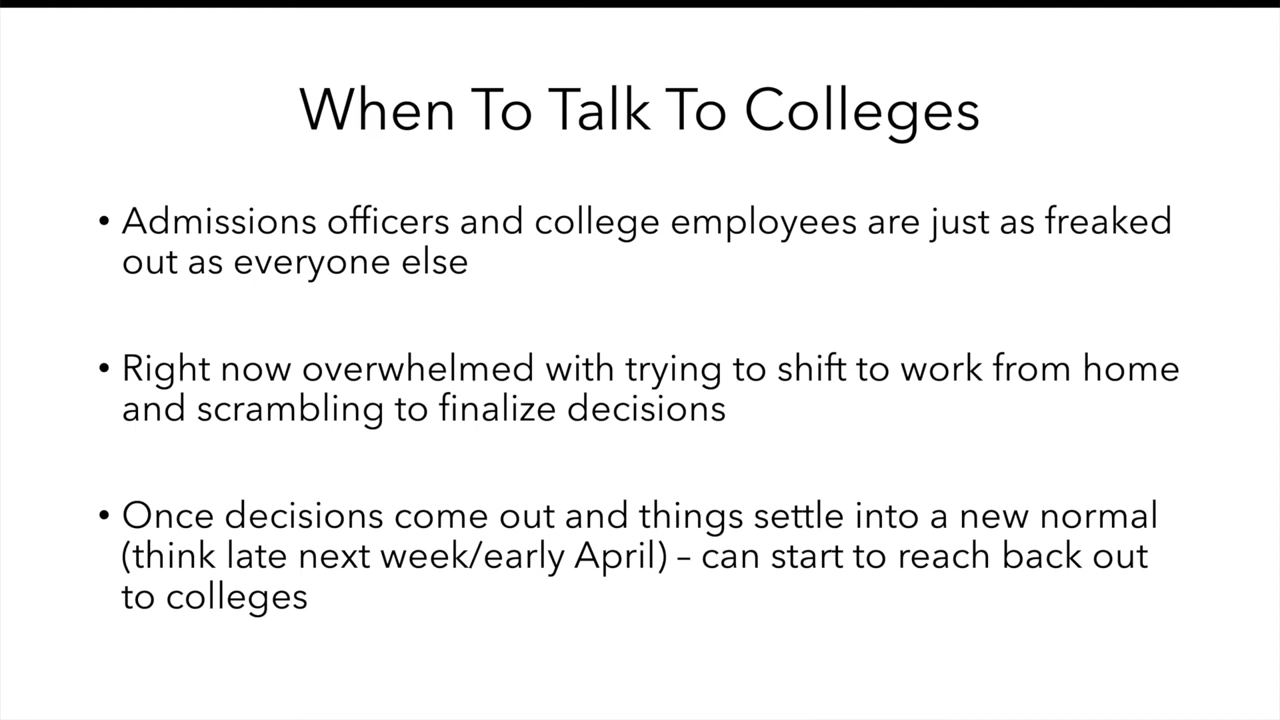 When To Talk To Colleges
• Admissions officers and college employees are just as freaked
out as everyone else
• Right now overwhelmed with trying to shift to work from home
and scrambling to finalize decisions
• Once decisions come out and things settle into a new normal
(think late next week/early April) – can start to reach back out
to colleges